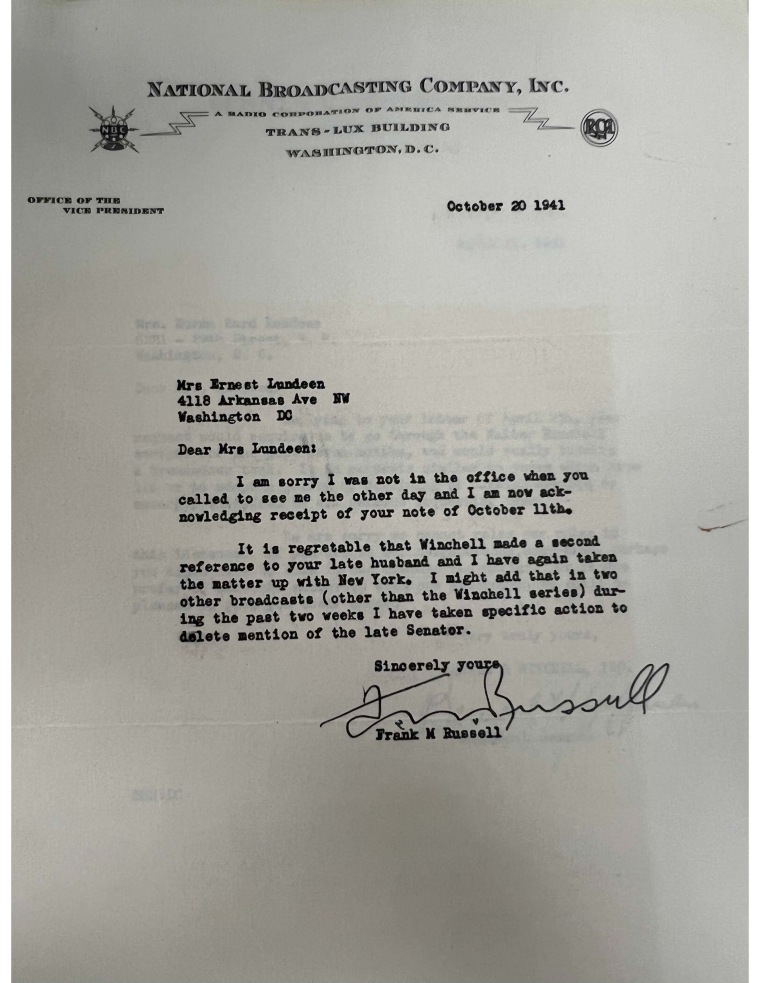 NATIONAL BROADCASTING COMPANY, INC.
A RADIO CORPORATION OF AMERICA SERVICE
NBC
RCA
TRANS-LUX BUILDING
WASHINGTON, D. C.
OFFICE OF THE
VICE PRESIDENT
October 20 1941
Mrs Ernest Lundeen
4118 Arkansas Ave NW
Washington DC
Dear Mrs Lundeen:
I am sorry I was not in the office when you
called to see me the other day and I am now ack-
nowledging receipt of your note of October 11th.
It is regretable that Winchell made a second
reference to your late husband and I have again taken
the matter up with New York. I might add that in two
other broadcasts (other than the Winchell series) dur-
ing the past two weeks I have taken specific action to
delete mention of the late Senator.
Sincerely yours
Frank M Russell